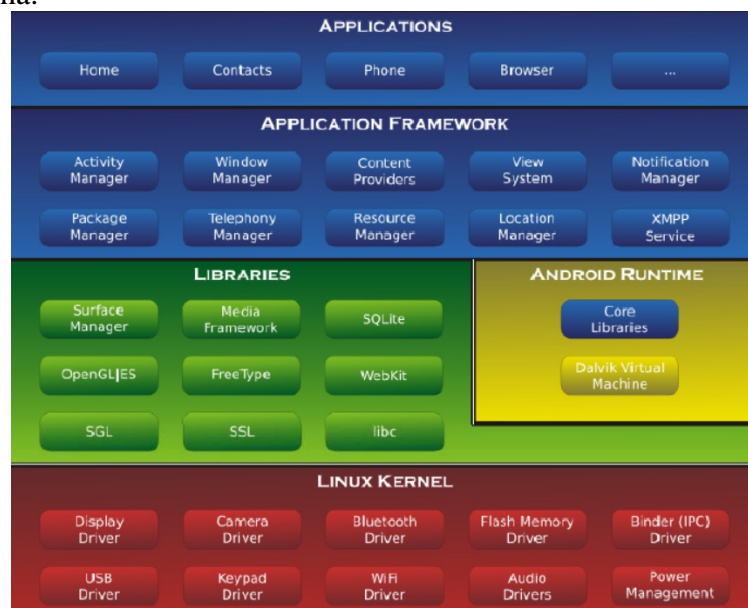 APPLICATIONS
Home
Contacts
Phone
Browser
...
APPLICATION FRAMEWORK
Activity
Manager
Window
Manager
Content
Providers
View
System
Notification
Manager
Package
Manager
Telephony
Manager
Resource
Manager
Location
Manager
XMPP
Service
LIBRARIES
Surface
Manager
Media
Framework
SQLite
OpenGL|ES
FreeType
WebKit
SGL
SSL
libc
ANDROID RUNTIME
Core
Libraries
Dalvik Virtual
Machine
LINUX KERNEL
Display
Driver
Camera
Driver
Bluetooth
Driver
Flash Memory
Driver
Binder (IPC)
Driver
USB
Driver
Keypad
Driver
WiFi
Driver
Audio
Drivers
Power
Management